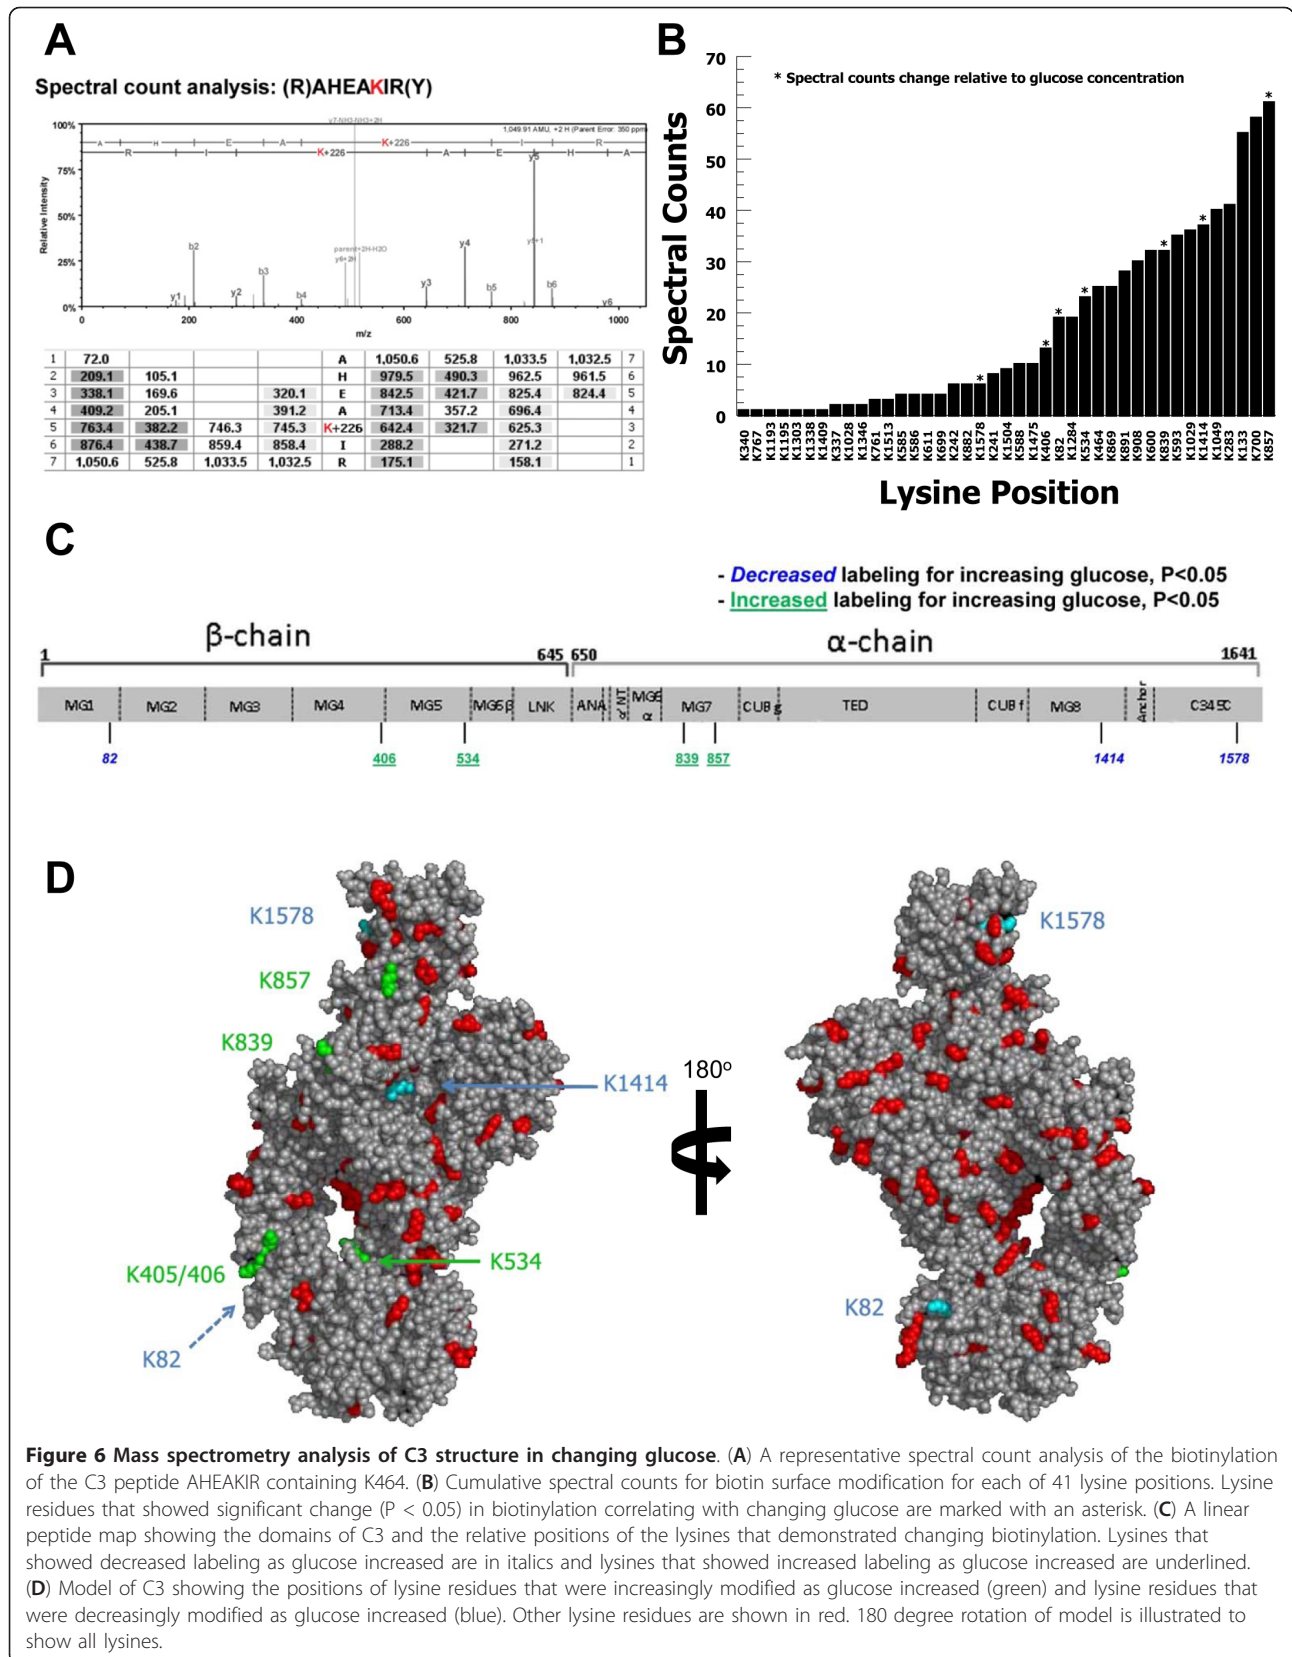 A
Spectral count analysis: (R)AHEAKIR(Y)
y7-NH3-NH3+2H
1,049.91 AMU, +2 H (Parent Error: 350 ppm)
100%
75%
50%
25%
0%
Relative Intensity
A H E A K+226 I R
R I K+226 A E H A
y5
b2
parent+2H-H2O
y6+2H
y4
b3
y3
y1
y2
b4
b5
b6
y6
0 200 400 600 800 1000
m/z
1 72.0 A 1,050.6 525.8 1,033.5 1,032.5 7
2 209.1 105.1 H 979.5 490.3 962.5 961.5 6
3 338.1 169.6 320.1 E 842.5 421.7 825.4 824.4 5
4 409.2 205.1 391.2 A 713.4 357.2 696.4 4
5 763.4 382.2 746.3 745.3 K+226 642.4 321.7 625.3 3
6 876.4 438.7 859.4 858.4 I 288.2 271.2 2
7 1,050.6 525.8 1,033.5 1,032.5 R 175.1 158.1 1
B
* Spectral counts change relative to glucose concentration
Spectral Counts
70
60
50
40
30
20
10
0
* * * * * * *
K340 K767 K1193 K1195 K1303 K1338 K1409 K337 K1028 K1346 K761 K1513 K585 K586 K611 K699 K242 K882 K1578 K241 K1504 K588 K1475 K406 K82 K1284 K534 K464 K869 K891 K908 K600 K839 K593 K1029 K1414 K1049 K283 K133 K700 K857
Lysine Position
C
- Decreased labeling for increasing glucose, P<0.05
- Increased labeling for increasing glucose, P<0.05
β-chain α-chain
1 645 650 1641
MG1 MG2 MG3 MG4 MG5 MG6β LNK ANA α'NT MG6 α MG7 CUBg TED CUBf MG8 Anchor C345C
82 406 534 839 857 1414 1578
D
K1578 K1578
K857
K839
K1414
180º
K405/406 K534
K82
K82
Figure 6 Mass spectrometry analysis of C3 structure in changing glucose. (A) A representative spectral count analysis of the biotinylation
of the C3 peptide AHEAKIR containing K464. (B) Cumulative spectral counts for biotin surface modification for each of 41 lysine positions. Lysine
residues that showed significant change (P < 0.05) in biotinylation correlating with changing glucose are marked with an asterisk. (C) A linear
peptide map showing the domains of C3 and the relative positions of the lysines that demonstrated changing biotinylation. Lysines that
showed decreased labeling as glucose increased are in italics and lysines that showed increased labeling as glucose increased are underlined.
(D) Model of C3 showing the positions of lysine residues that were increasingly modified as glucose increased (green) and lysine residues that
were decreasingly modified as glucose increased (blue). Other lysine residues are shown in red. 180 degree rotation of model is illustrated to
show all lysines.